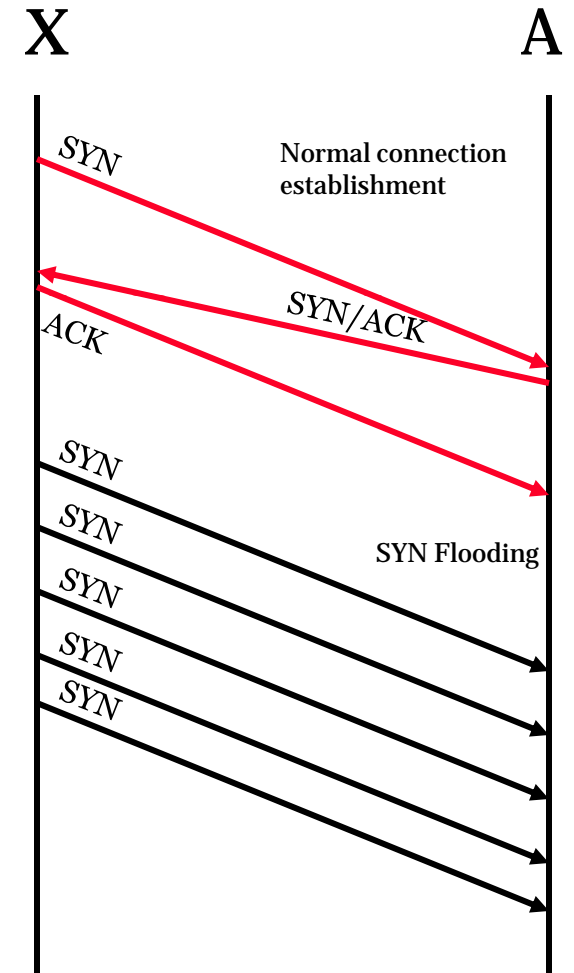 X
A
SYN
Normal connection
establishment
SYN/ACK
ACK
SYN
SYN
SYN Flooding
SYN
SYN
SYN